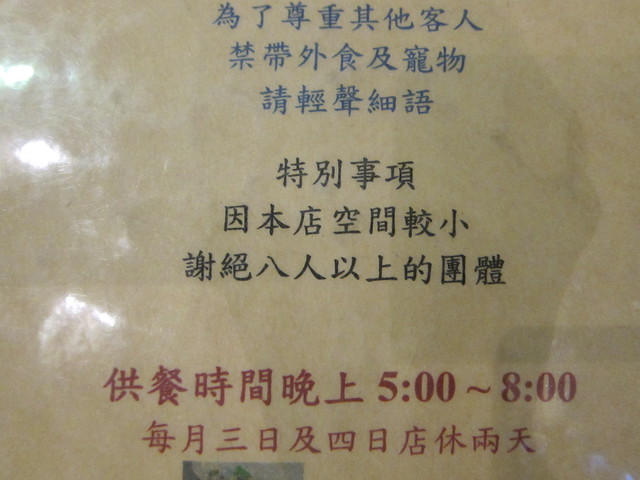 為了尊重其他客人
禁帶外食及寵物
請輕聲細語
特別事項
因本店空間較小
謝絕八人以上的團體
供餐時間晚上 5:00 ~ 8:00
每月三日及四日店休兩天